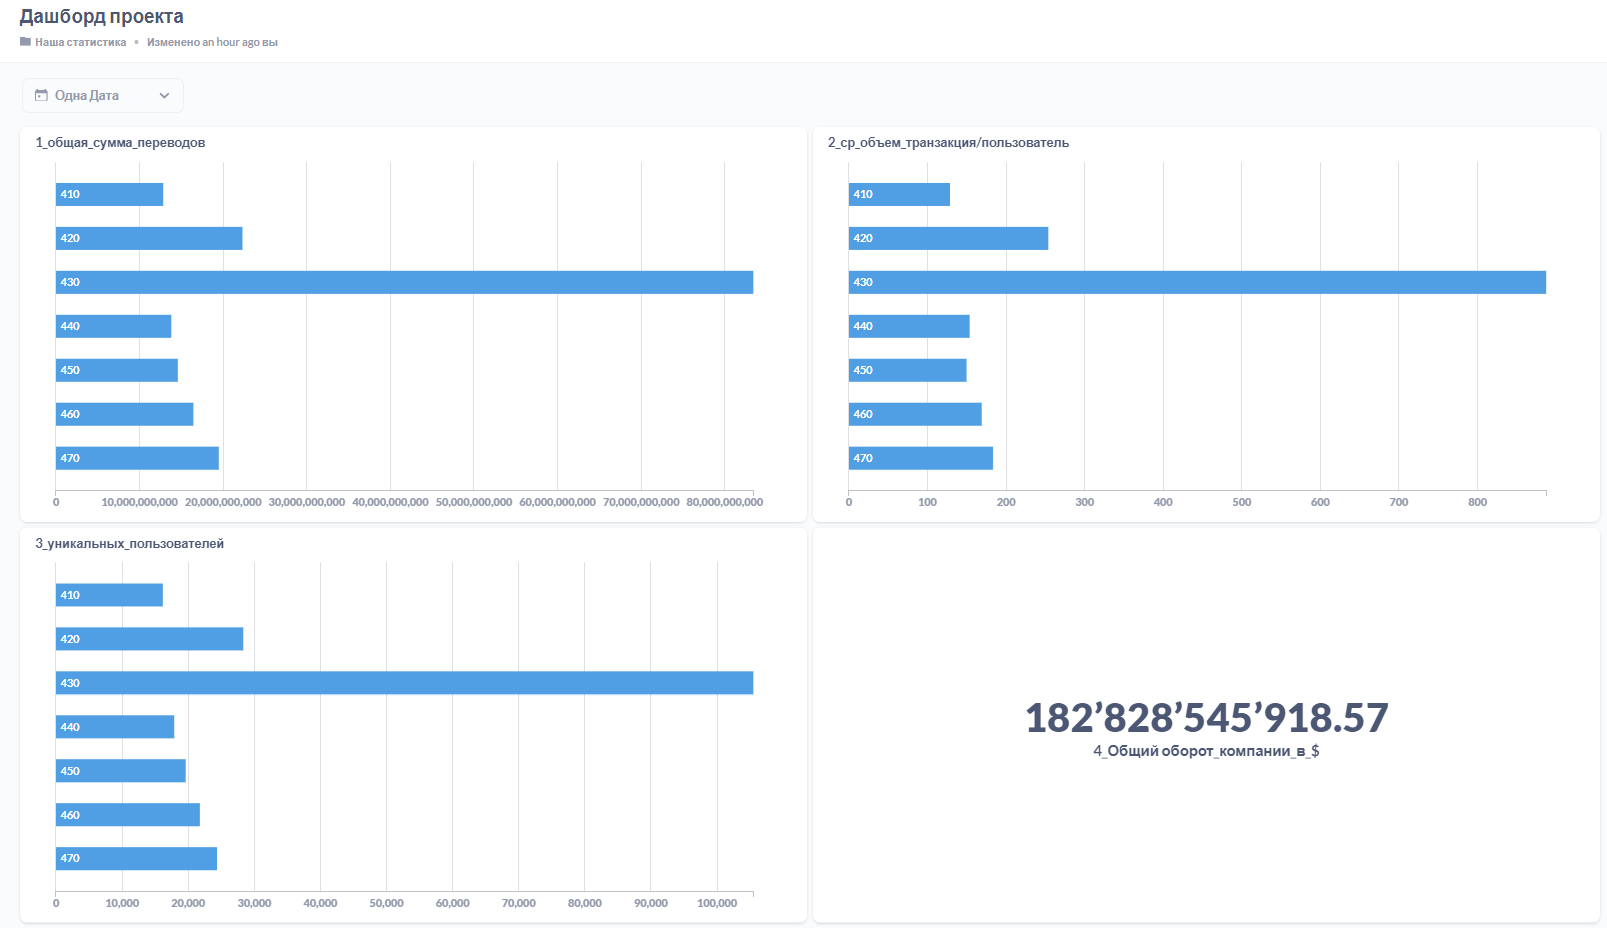 Дашборд проекта
Наша статистика • Изменено an hour ago вы
Одна Дата
1_общая_сумма_переводов
410
420
430
440
450
460
470
0 10,000,000,000 20,000,000,000 30,000,000,000 40,000,000,000 50,000,000,000 60,000,000,000 70,000,000,000 80,000,000,000
2_ср_объем_транзакция/пользователь
410
420
430
440
450
460
470
0 100 200 300 400 500 600 700 800
3_уникальных_пользователей
410
420
430
440
450
460
470
0 10,000 20,000 30,000 40,000 50,000 60,000 70,000 80,000 90,000 100,000
182’828’545’918.57
4_Общий оборот_компании_в_$